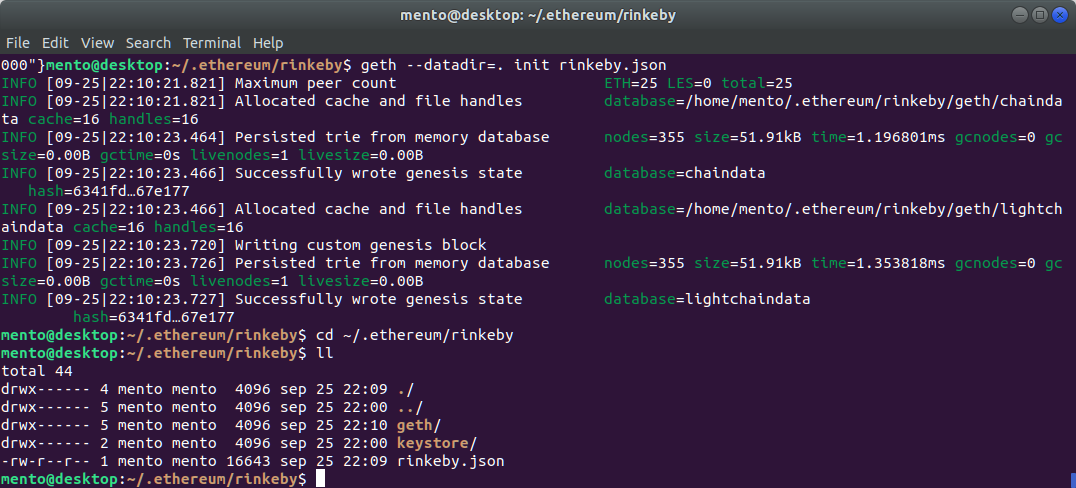 mento@desktop: ~/.ethereum/rinkeby
File Edit View Search Terminal Help
000"}mento@desktop:~/.ethereum/rinkeby$ geth --datadir=. init rinkeby.json
INFO [09-25|22:10:21.821] Maximum peer count                       ETH=25 LES=0 total=25
INFO [09-25|22:10:21.821] Allocated cache and file handles         database=/home/mento/.ethereum/rinkeby/geth/chainda
ta cache=16 handles=16
INFO [09-25|22:10:23.464] Persisted trie from memory database      nodes=355 size=51.91kB time=1.196801ms gcnodes=0 gc
size=0.00B gctime=0s livenodes=1 livesize=0.00B
INFO [09-25|22:10:23.466] Successfully wrote genesis state         database=chaindata
   hash=6341fd…67e177
INFO [09-25|22:10:23.466] Allocated cache and file handles         database=/home/mento/.ethereum/rinkeby/geth/lightch
aindata cache=16 handles=16
INFO [09-25|22:10:23.720] Writing custom genesis block
INFO [09-25|22:10:23.726] Persisted trie from memory database      nodes=355 size=51.91kB time=1.353818ms gcnodes=0 gc
size=0.00B gctime=0s livenodes=1 livesize=0.00B
INFO [09-25|22:10:23.727] Successfully wrote genesis state         database=lightchaindata
        hash=6341fd…67e177
mento@desktop:~/.ethereum/rinkeby$ cd ~/.ethereum/rinkeby
mento@desktop:~/.ethereum/rinkeby$ ll
total 44
drwx------ 4 mento mento  4096 sep 25 22:09 ./
drwx------ 5 mento mento  4096 sep 25 22:00 ../
drwx------ 5 mento mento  4096 sep 25 22:10 geth/
drwx------ 2 mento mento  4096 sep 25 22:00 keystore/
-rw-r--r-- 1 mento mento 16643 sep 25 22:09 rinkeby.json
mento@desktop:~/.ethereum/rinkeby$